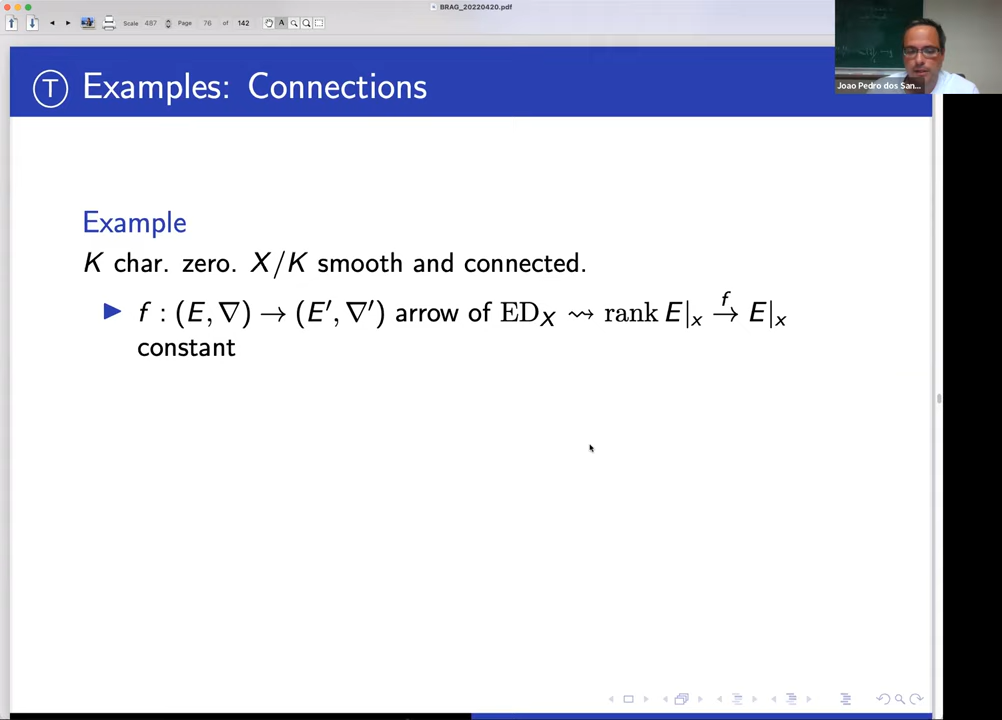 BRAG_20220420.pdf
Scale 487 Page 76 of 142
A
Joao Pedro dos San...
T Examples: Connections
Example
K char. zero. X/K smooth and connected.
▶ f : (E, ∇) → (E′, ∇′) arrow of ED_X ⇝ rank E|_x →^f E|_x
constant